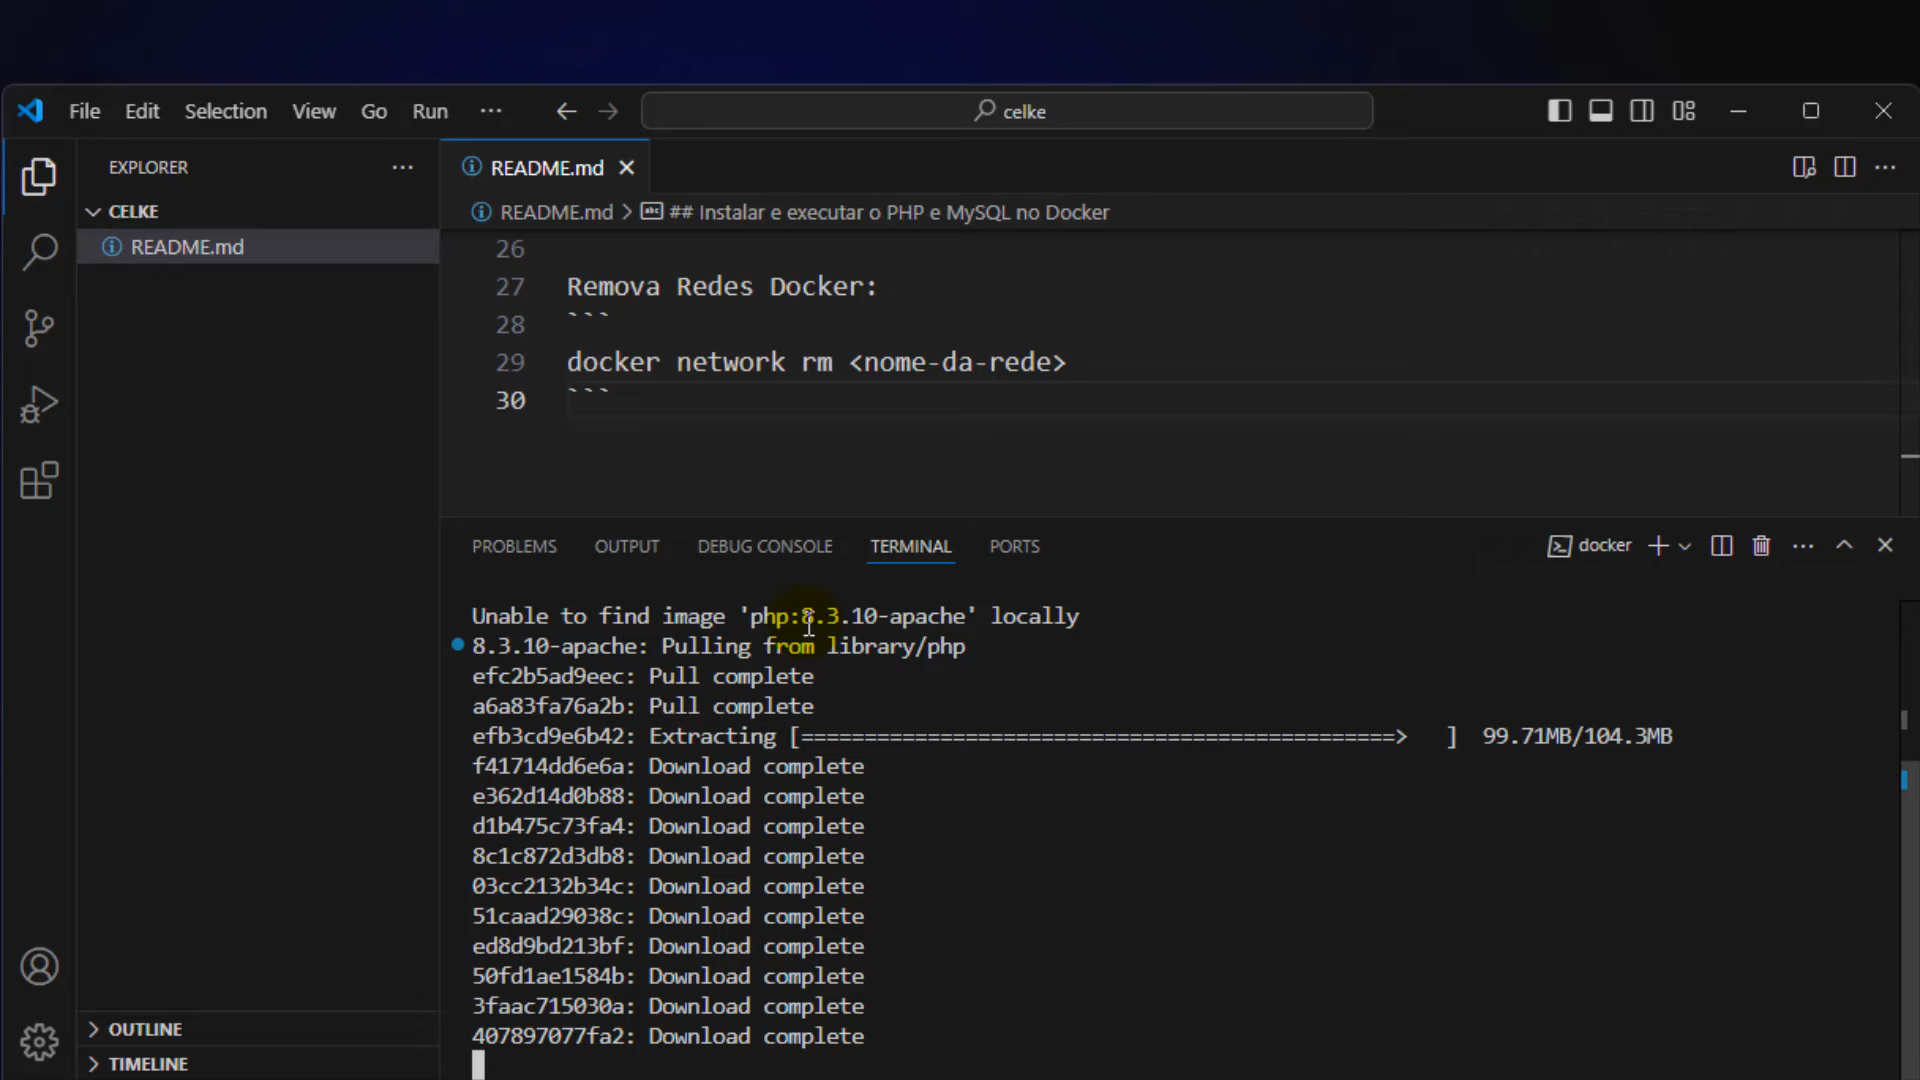 File Edit Selection View Go Run ··· celke
EXPLORER ···
README.md
CELKE
README.md > ## Instalar e executar o PHP e MySQL no Docker
README.md
26
27 Remova Redes Docker:
28 ```
29 docker network rm <nome-da-rede>
30 ```
PROBLEMS OUTPUT DEBUG CONSOLE TERMINAL PORTS docker
Unable to find image 'php:8.3.10-apache' locally
8.3.10-apache: Pulling from library/php
efc2b5ad9eec: Pull complete
a6a83fa76a2b: Pull complete
efb3cd9e6b42: Extracting [===============================================>   ]  99.71MB/104.3MB
f41714dd6e6a: Download complete
e362d14d0b88: Download complete
d1b475c73fa4: Download complete
8c1c872d3db8: Download complete
03cc2132b34c: Download complete
51caad29038c: Download complete
ed8d9bd213bf: Download complete
50fd1ae1584b: Download complete
3faac715030a: Download complete
407897077fa2: Download complete
OUTLINE
TIMELINE